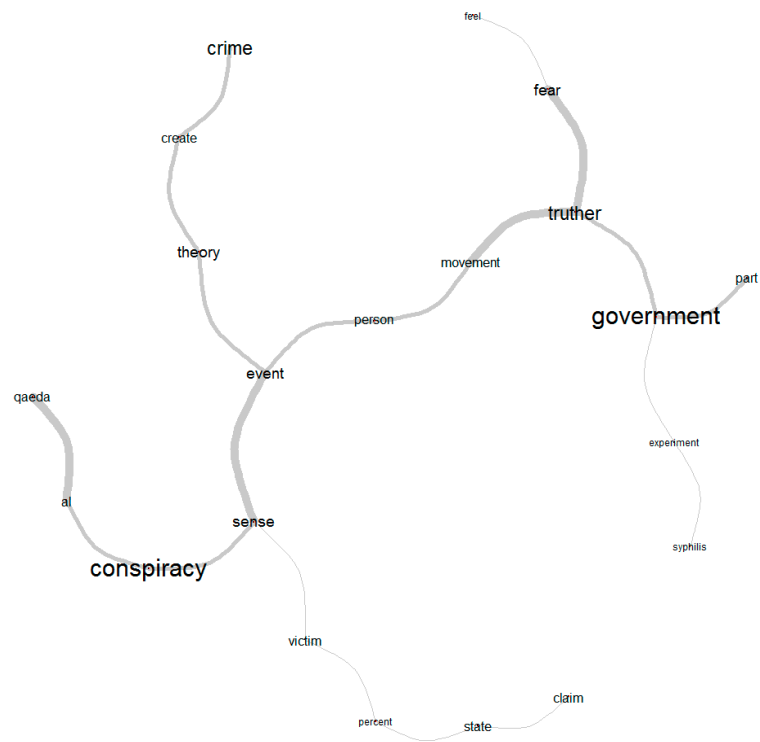 feel
crime
fear
create
truther
theory
movement
part
government
person
event
qaeda
experiment
al
sense
syphilis
conspiracy
victim
claim
percent
state